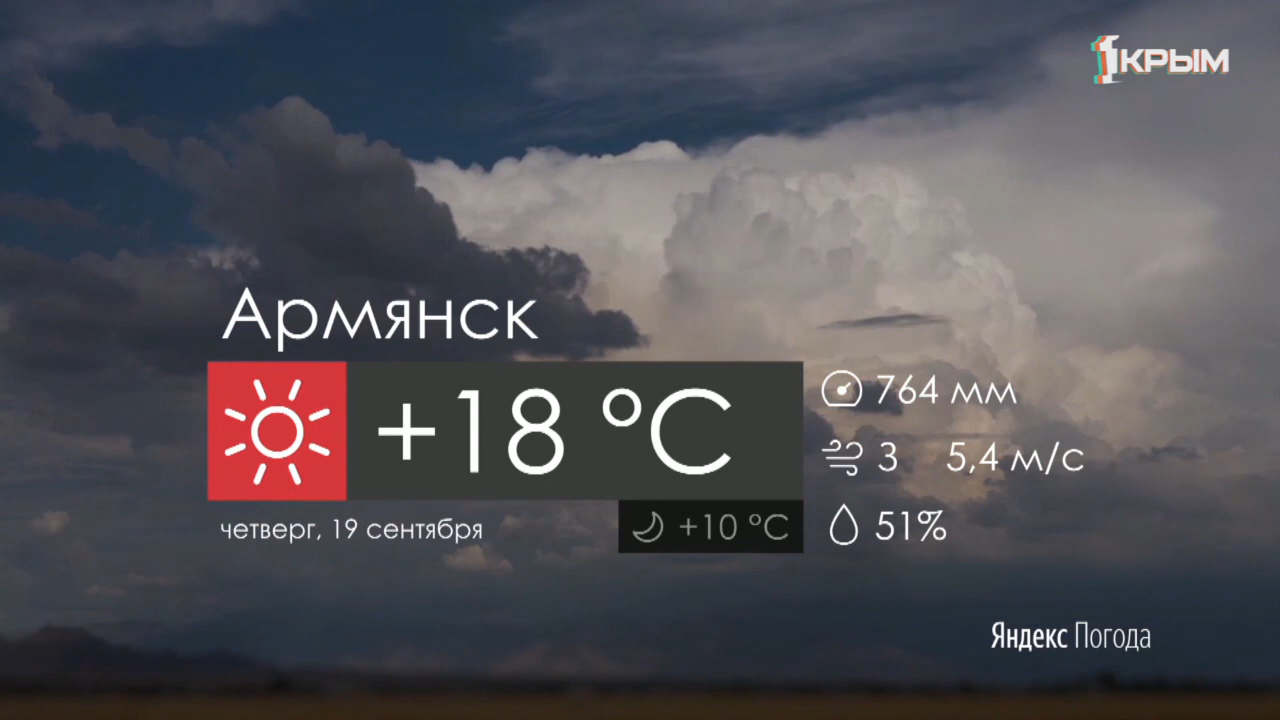 1КРЫМ
Армянск
+18 °C
764 мм
3 5,4 м/с
четверг, 19 сентября
+10 °C
51%
Яндекс Погода